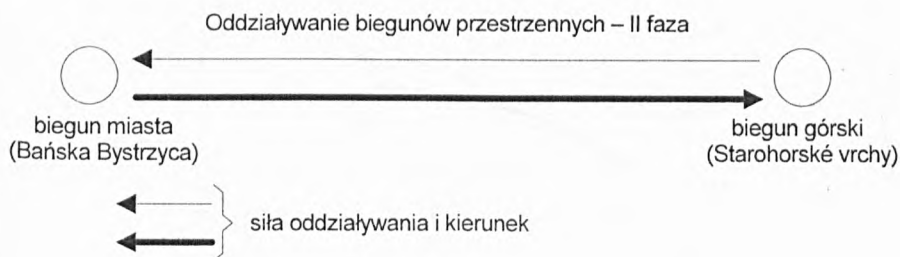 Oddziaływanie biegunów przestrzennych – II faza
biegun miasta
(Bańska Bystrzyca)
biegun górski
(Starohorské vrchy)
siła oddziaływania i kierunek